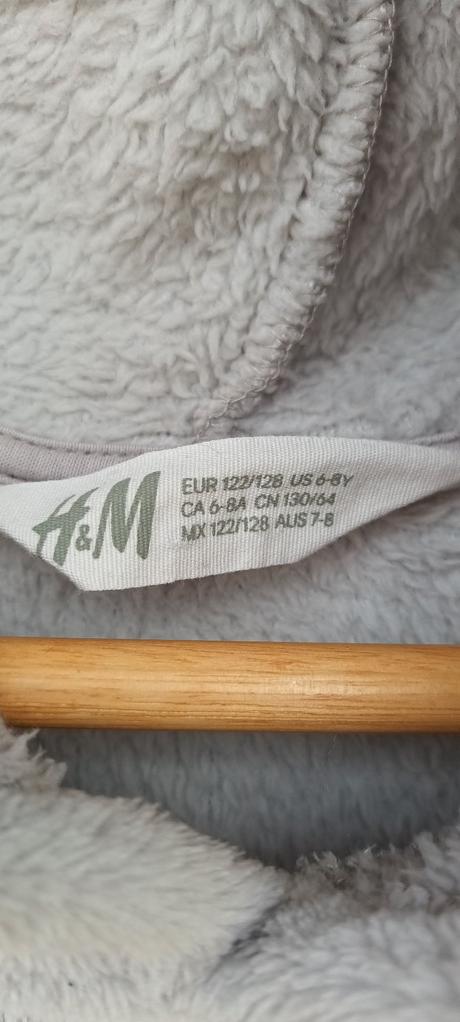 H&M
EUR 122/128 US 6-8Y
CA 6-8A CN 130/64
MX 122/128 AUS 7-8